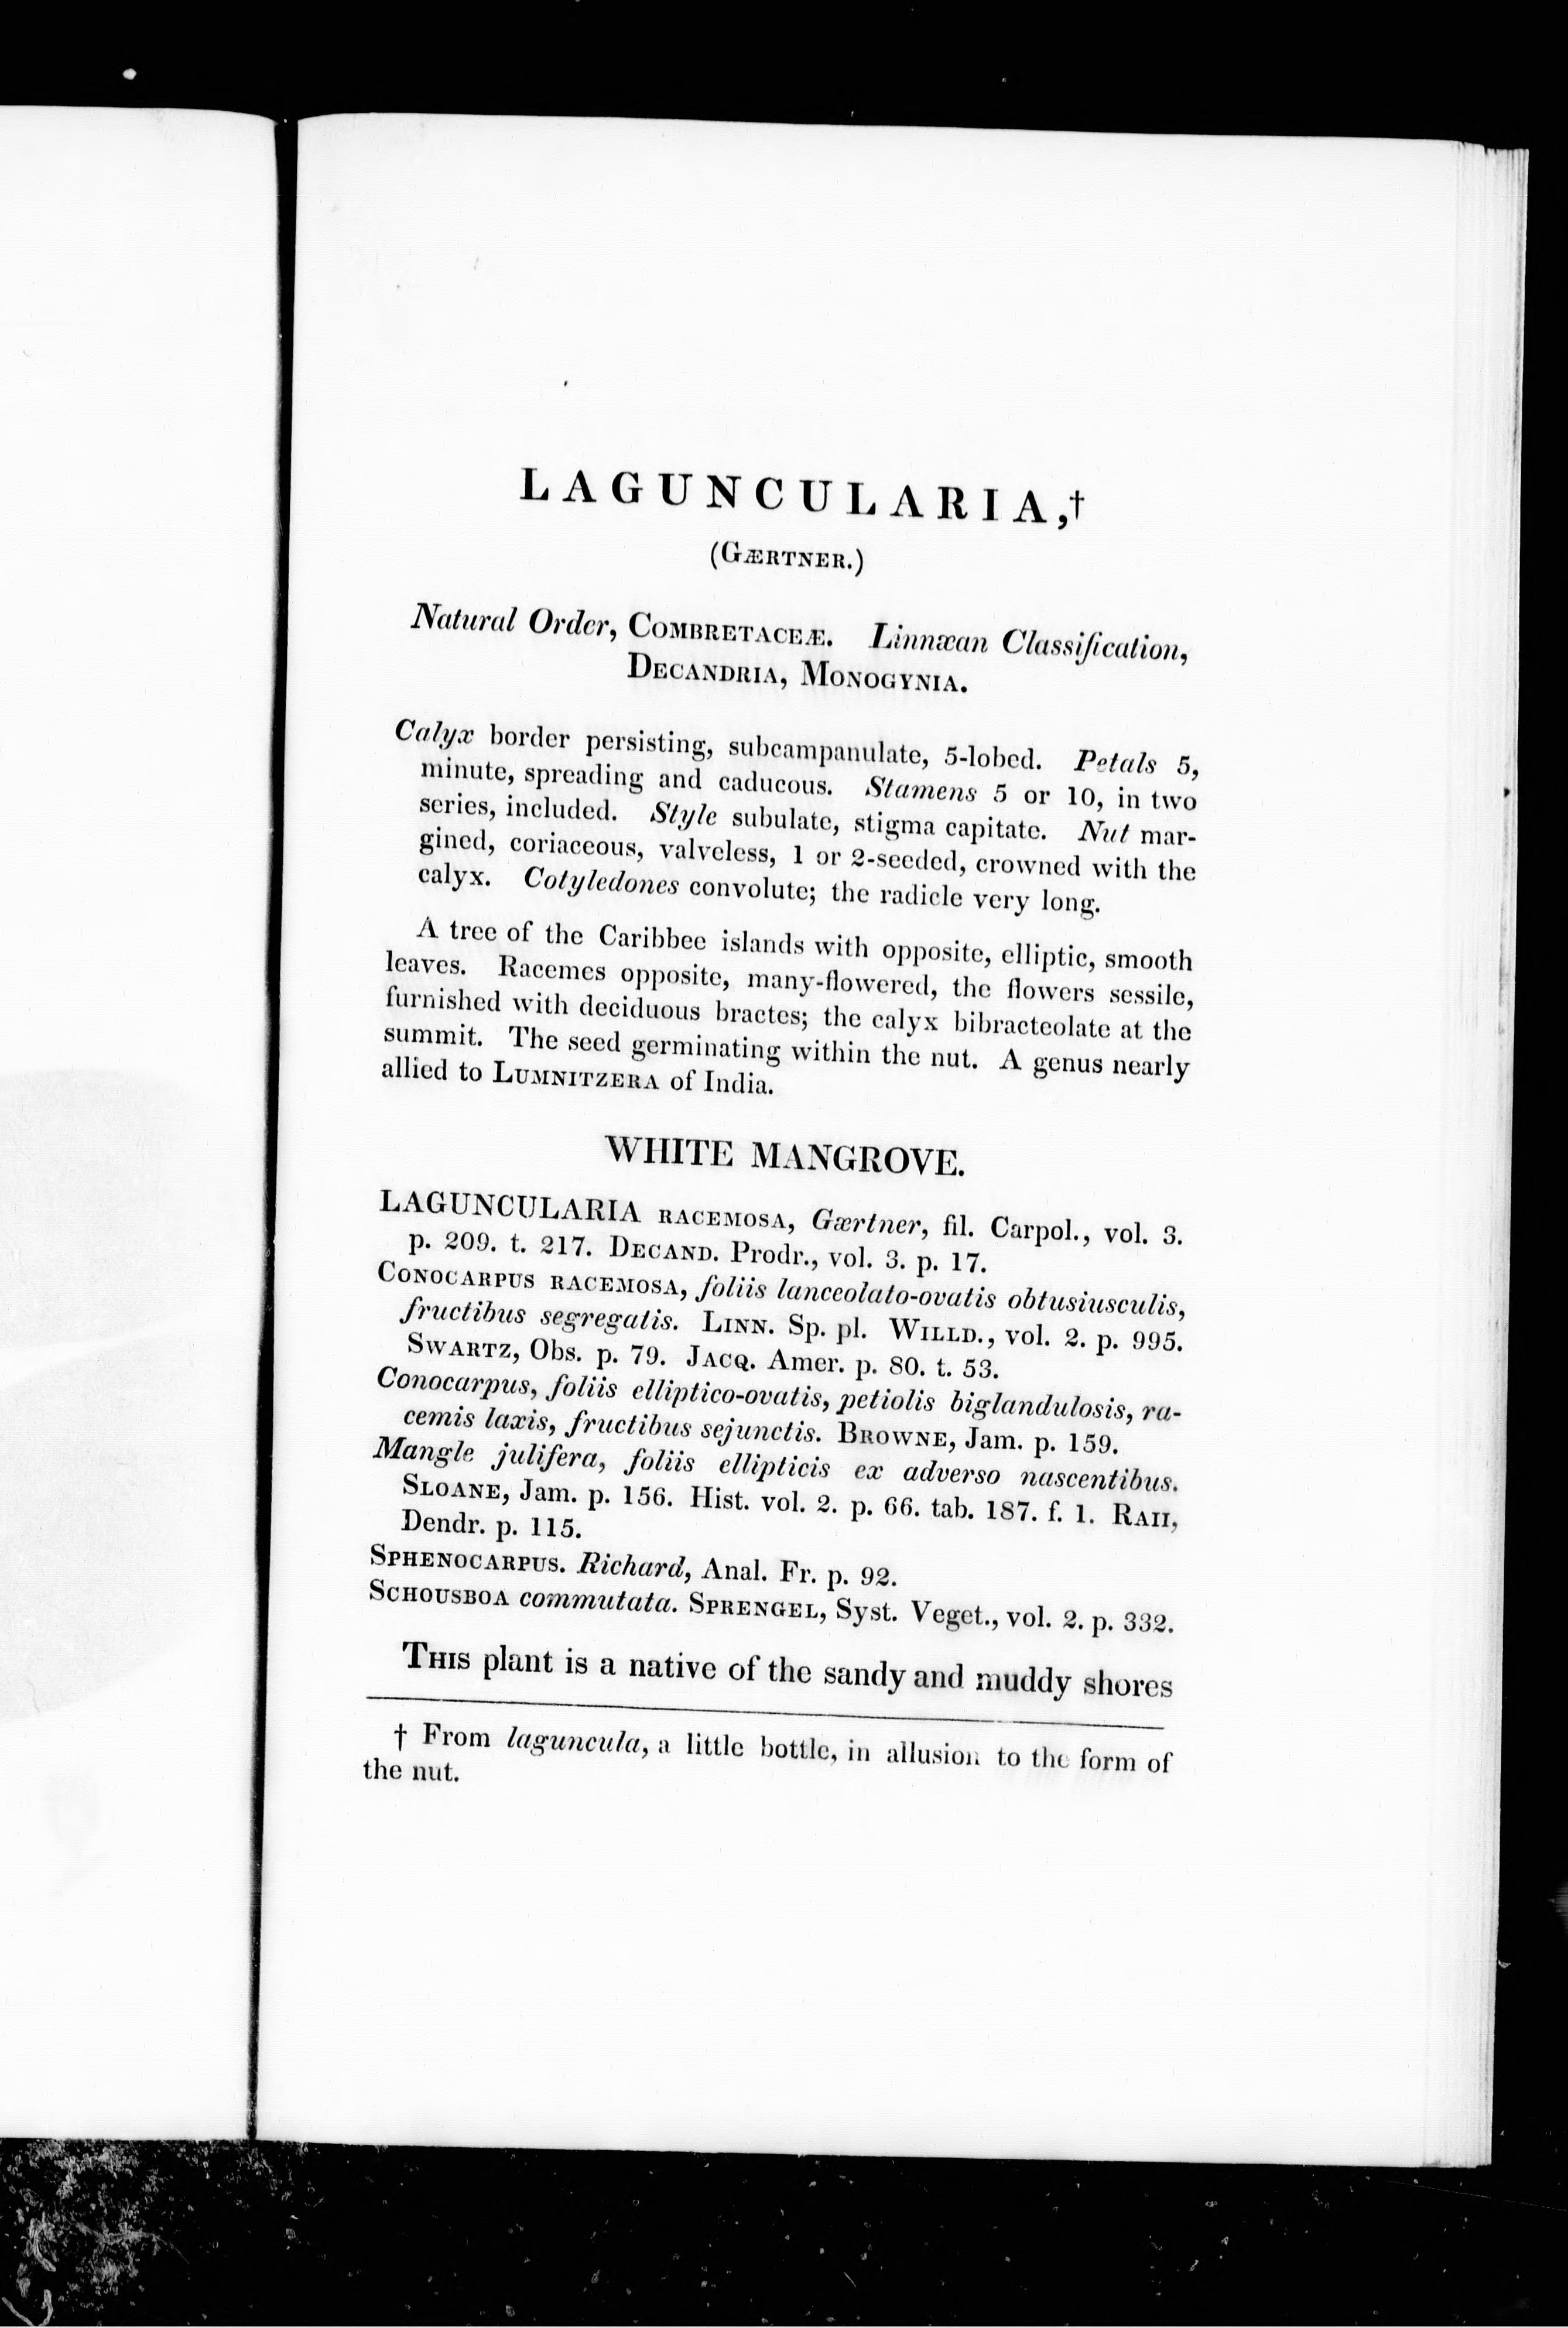 LAGUNCULARIA,†
(GÆRTNER.)
Natural Order, COMBRETACEÆ. Linnæan Classification,
DECANDRIA, MONOGYNIA.
Calyx border persisting, subcampanulate, 5-lobed. Petals 5,
minute, spreading and caducous. Stamens 5 or 10, in two
series, included. Style subulate, stigma capitate. Nut mar-
gined, coriaceous, valveless, 1 or 2-seeded, crowned with the
calyx. Cotyledones convolute; the radicle very long.
A tree of the Caribbee islands with opposite, elliptic, smooth
leaves. Racemes opposite, many-flowered, the flowers sessile,
furnished with deciduous bractes; the calyx bibracteolate at the
summit. The seed germinating within the nut. A genus nearly
allied to LUMNITZERA of India.
WHITE MANGROVE.
LAGUNCULARIA RACEMOSA, Gærtner, fil. Carpol., vol. 3.
p. 209. t. 217. DECAND. Prodr., vol. 3. p. 17.
CONOCARPUS RACEMOSA, foliis lanceolato-ovatis obtusiusculis,
fructibus segregatis. LINN. Sp. pl. WILLD., vol. 2. p. 995.
SWARTZ, Obs. p. 79. JACQ. Amer. p. 80. t. 53.
Conocarpus, foliis elliptico-ovatis, petiolis biglandulosis, ra-
cemis laxis, fructibus sejunctis. BROWNE, Jam. p. 159.
Mangle julifera, foliis ellipticis ex adverso nascentibus.
SLOANE, Jam. p. 156. Hist. vol. 2. p. 66. tab. 187. f. 1. RAII,
Dendr. p. 115.
SPHENOCARPUS. Richard, Anal. Fr. p. 92.
SCHOUSBOA commutata. SPRENGEL, Syst. Veget., vol. 2. p. 332.
THIS plant is a native of the sandy and muddy shores
† From laguncula, a little bottle, in allusion to the form of
the nut.